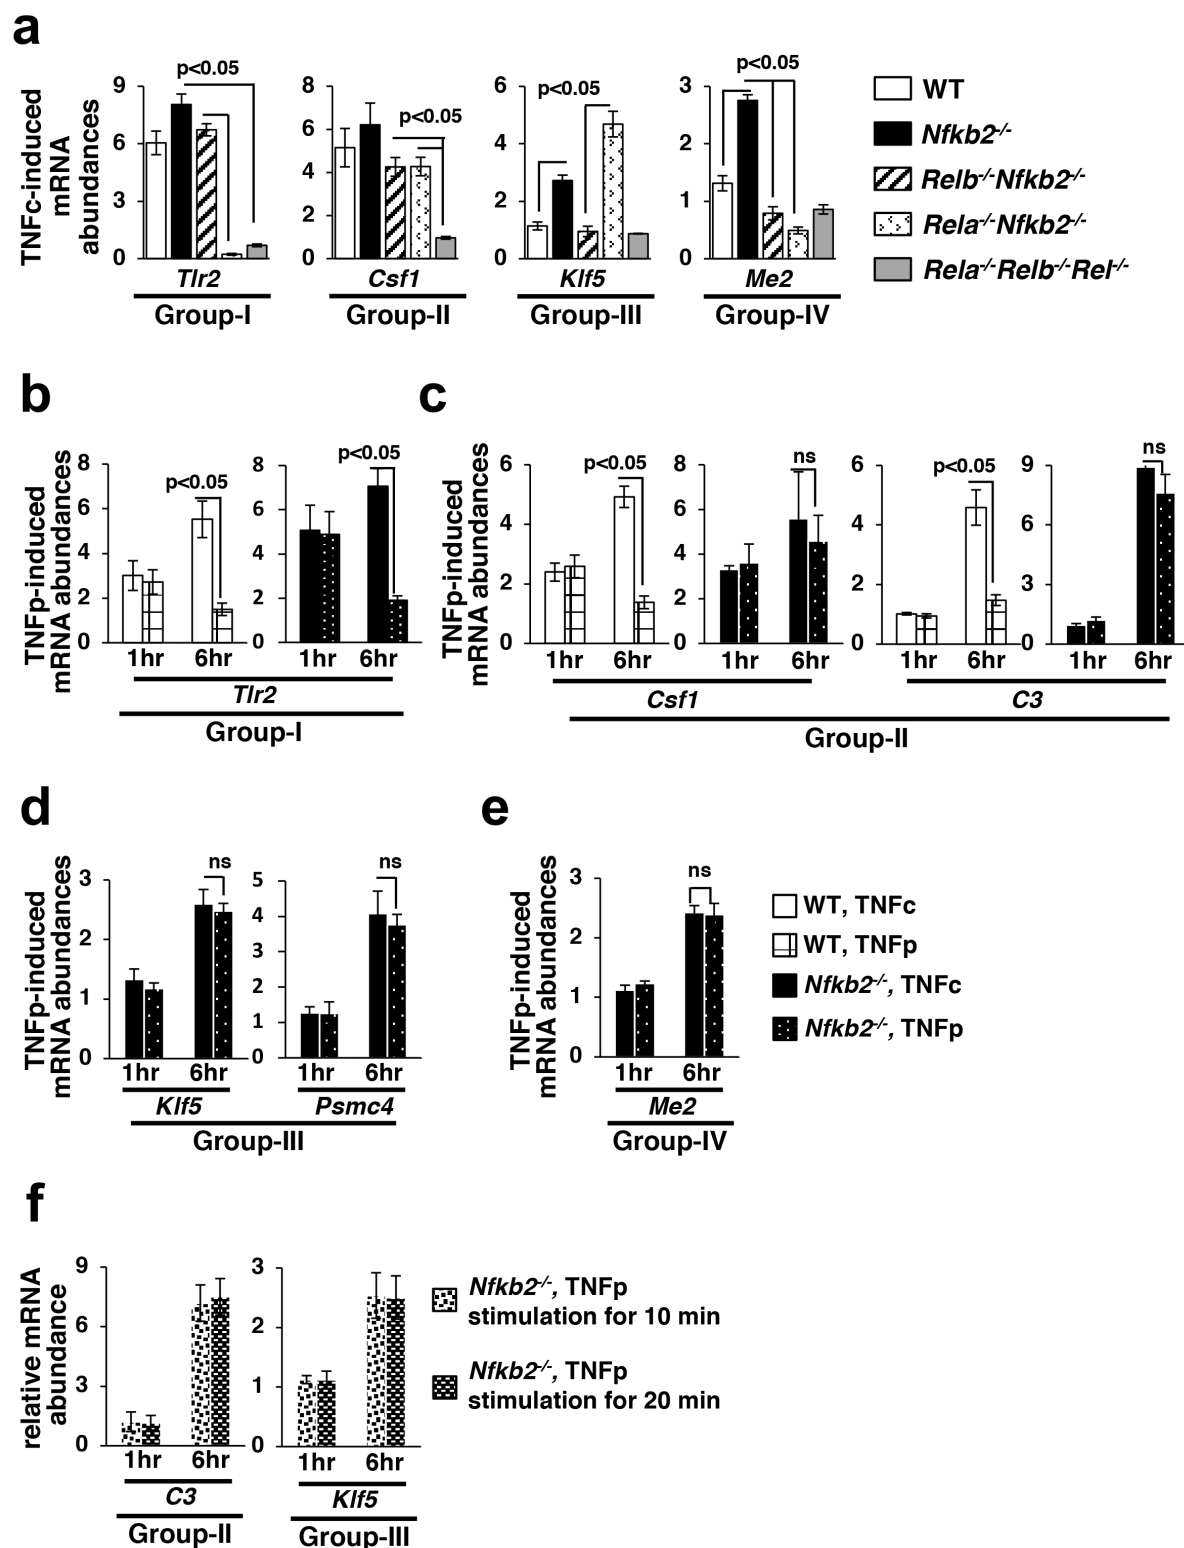 a
TNFc-induced
mRNA
abundances
9
6
3
0
p<0.05
Tlr2
Group-I
8
6
4
2
0
p<0.05
Csf1
Group-II
6
4
2
0
p<0.05
Klf5
Group-III
3
2
1
0
p<0.05
Me2
Group-IV
WT
Nfkb2-/-
Relb-/-Nfkb2-/-
Rela-/-Nfkb2-/-
Rela-/-Relb-/-Rel-/-
b
TNFp-induced
mRNA abundances
8
6
4
2
0
p<0.05
1hr 6hr
8
6
4
2
0
p<0.05
1hr 6hr
Tlr2
Group-I
c
TNFp-induced
mRNA abundances
6
4
2
0
p<0.05
1hr 6hr
8
6
4
2
0
ns
1hr 6hr
Csf1
6
4
2
0
p<0.05
1hr 6hr
9
6
3
0
ns
1hr 6hr
C3
Group-II
d
TNFp-induced
mRNA abundances
3
2
1
0
ns
1hr 6hr
Klf5
5
4
3
2
1
0
ns
1hr 6hr
Psmc4
Group-III
e
TNFp-induced
mRNA abundances
3
2
1
0
ns
1hr 6hr
Me2
Group-IV
WT, TNFc
WT, TNFp
Nfkb2-/-, TNFc
Nfkb2-/-, TNFp
f
relative mRNA
abundance
9
6
3
0
1hr 6hr
C3
Group-II
3
2
1
0
1hr 6hr
Klf5
Group-III
Nfkb2-/-, TNFp
stimulation for 10 min
Nfkb2-/-, TNFp
stimulation for 20 min